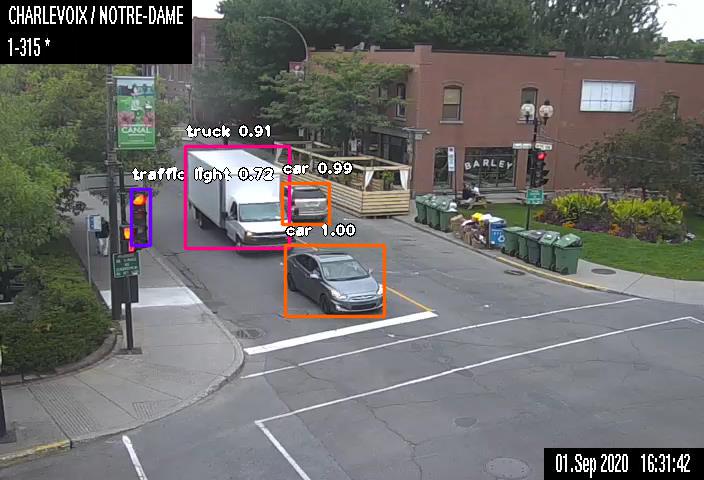 CHARLEVOIX / NOTRE-DAME
1-315 *
truck 0.91
traffic light 0.72
car 0.99
car 1.00
CANAL
BARLEY
01.Sep 2020 16:31:42